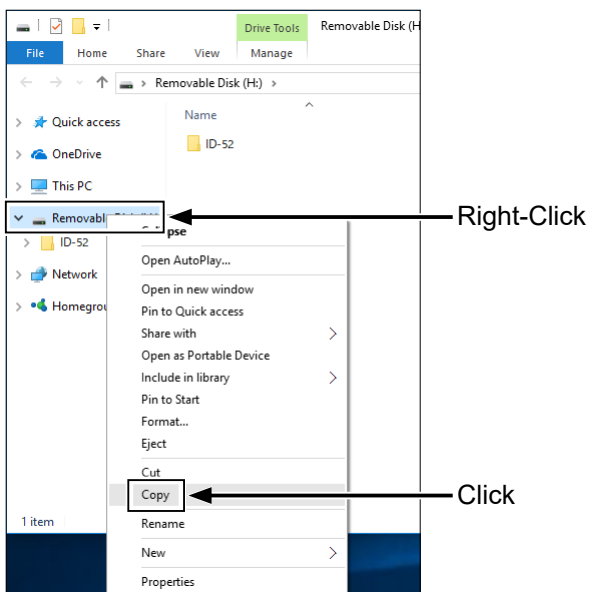 Drive Tools Removable Disk (H
File Home Share View Manage
Removable Disk (H:)
Name
Quick access
ID-52
OneDrive
This PC
Right-Click
ID-52
Network
Open AutoPlay...
Open in new window
Pin to Quick access
Share with
Open as Portable Device
Include in library
Pin to Start
Format...
Eject
Cut
Copy
Click
1 item
Rename
New
Properties